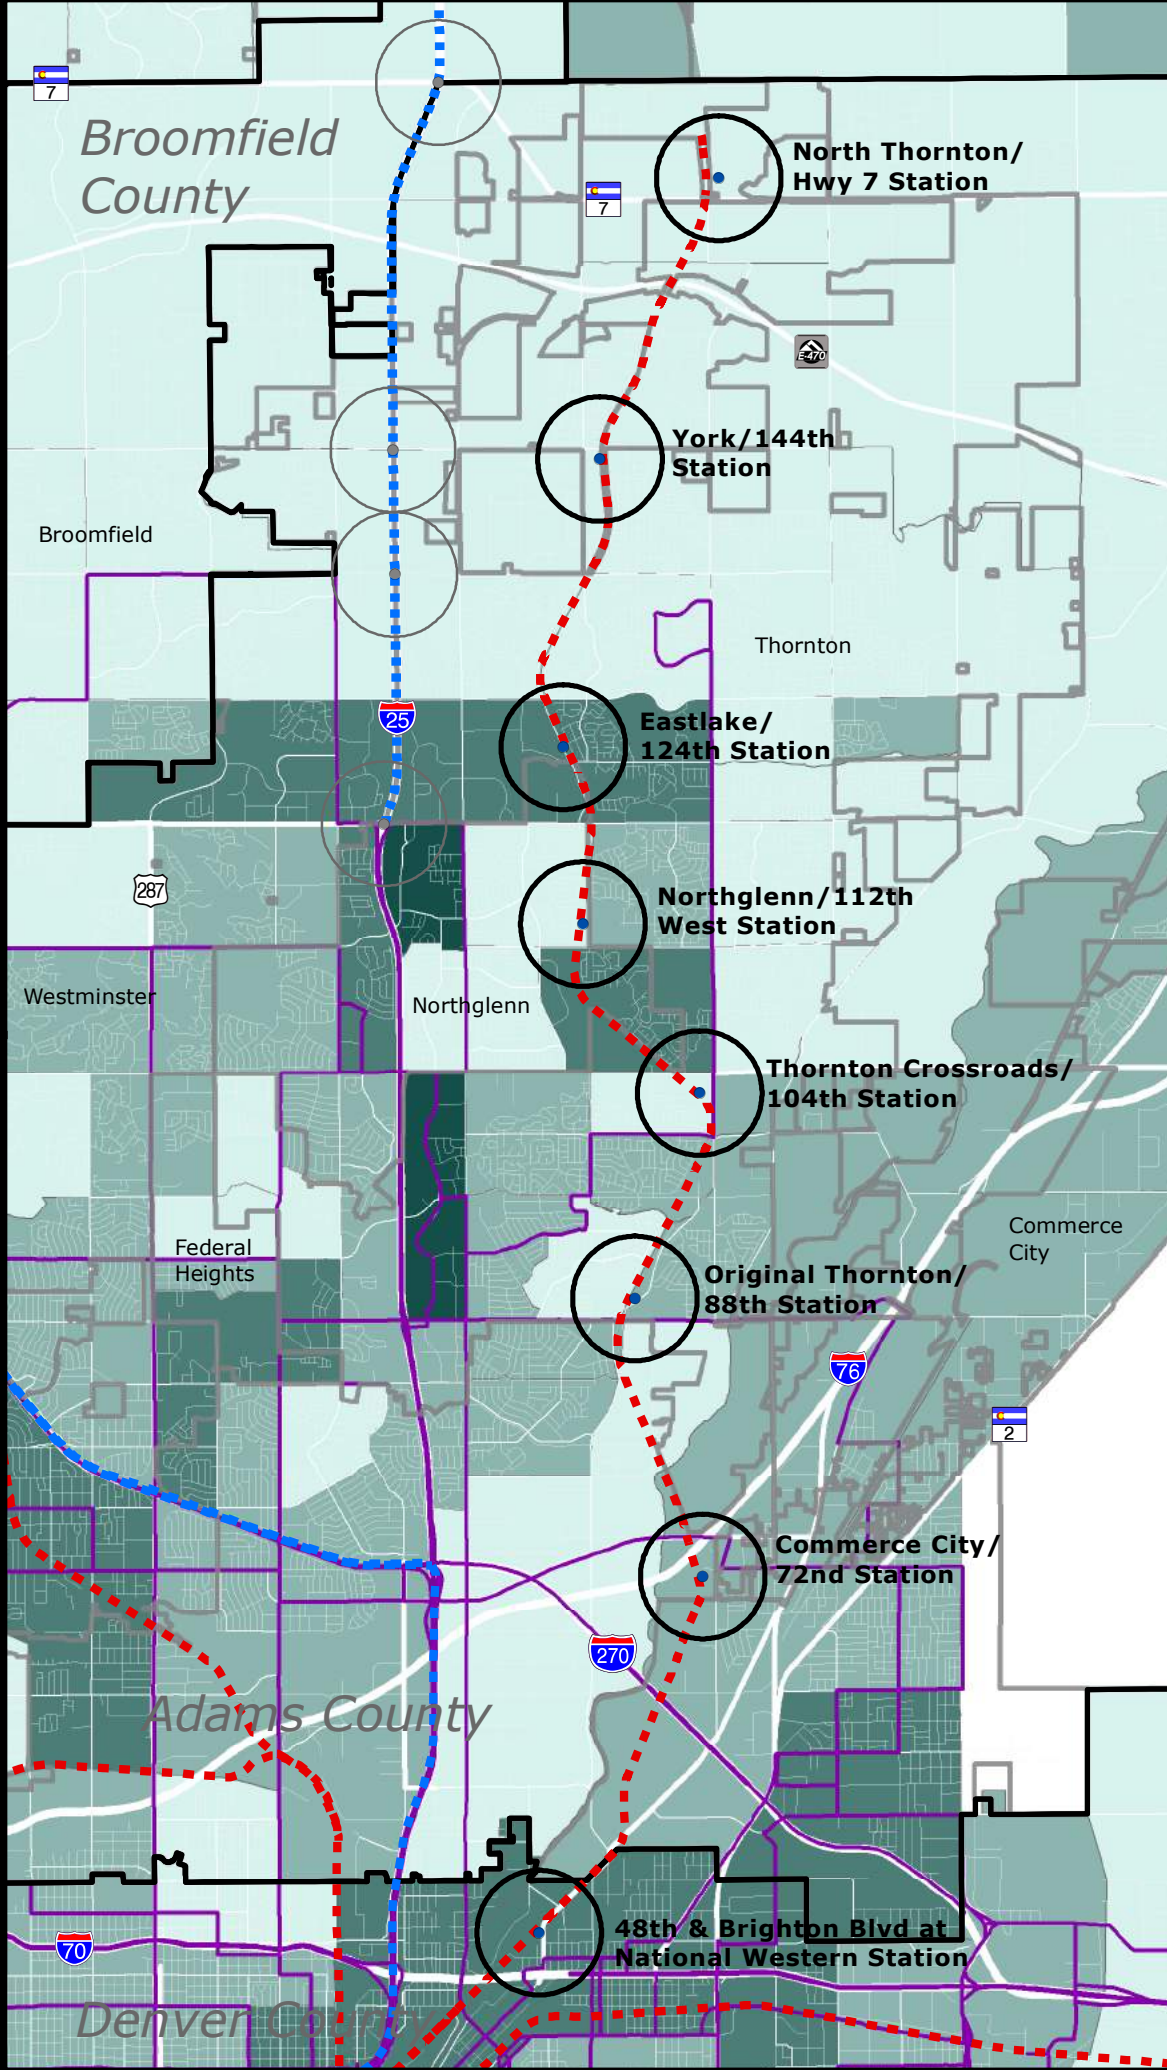 7
Broomfield
County
North Thornton/
Hwy 7 Station
7
E-470
York/144th
Station
Broomfield
Thornton
25
Eastlake/
124th Station
287
Northglenn/112th
West Station
Westminster
Northglenn
Thornton Crossroads/
104th Station
Commerce
City
Federal
Heights
Original Thornton/
88th Station
76
2
Commerce City/
72nd Station
270
Adams County
48th & Brighton Blvd at
National Western Station
70
Denver County